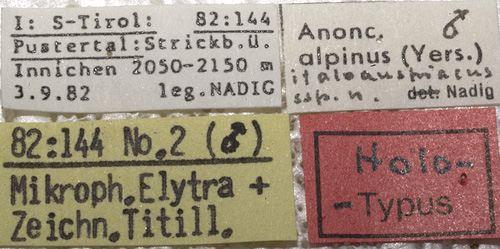 I: S-Tirol: 82:144
Pustertal:Strickb.ü.
Innichen 2050-2150 m
3.9.82 leg.NADIG
Anonc. ♂
alpinus (Yers.)
italoaustriacus
ssp. n. det. Nadig
82:144 No.2 (♂)
Mikroph.Elytra +
Zeichn.Titill.
Holo-
-Typus